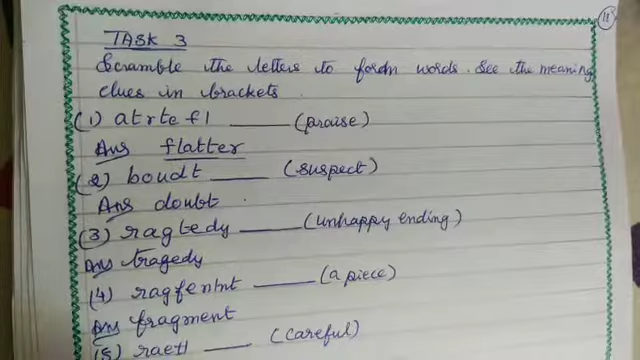 11
TASK 3
Scramble the letters to form words. See the meaning
clues in brackets.
(1) atrtefl ______ (praise)
Ans flatter
(2) boudt ______ (suspect)
Ans doubt.
(3) ragtedy ______ (unhappy ending)
Ans tragedy
(4) ______ (a piece)
Ans fragment
(5) ______ (careful)